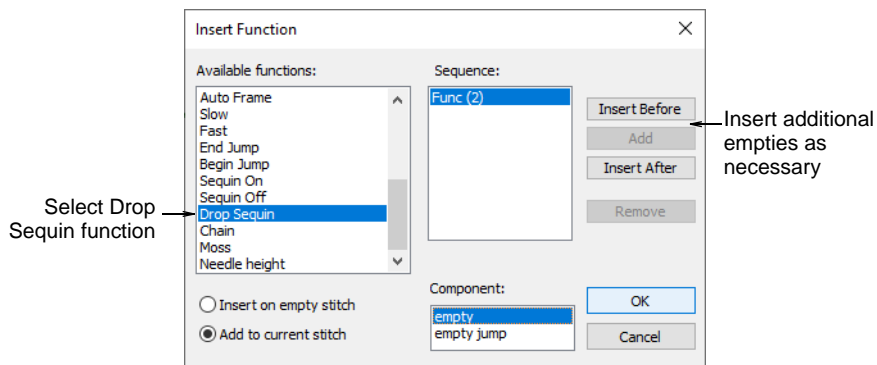 Insert Function
Available functions:
Auto Frame
Slow
Fast
End Jump
Begin Jump
Sequin On
Sequin Off
Drop Sequin
Chain
Moss
Needle height
Insert on empty stitch
Add to current stitch
Sequence:
Func (2)
Component:
empty
empty jump
Insert Before
Add
Insert After
Remove
OK
Cancel
Select Drop
Sequin function
Insert additional
empties as
necessary